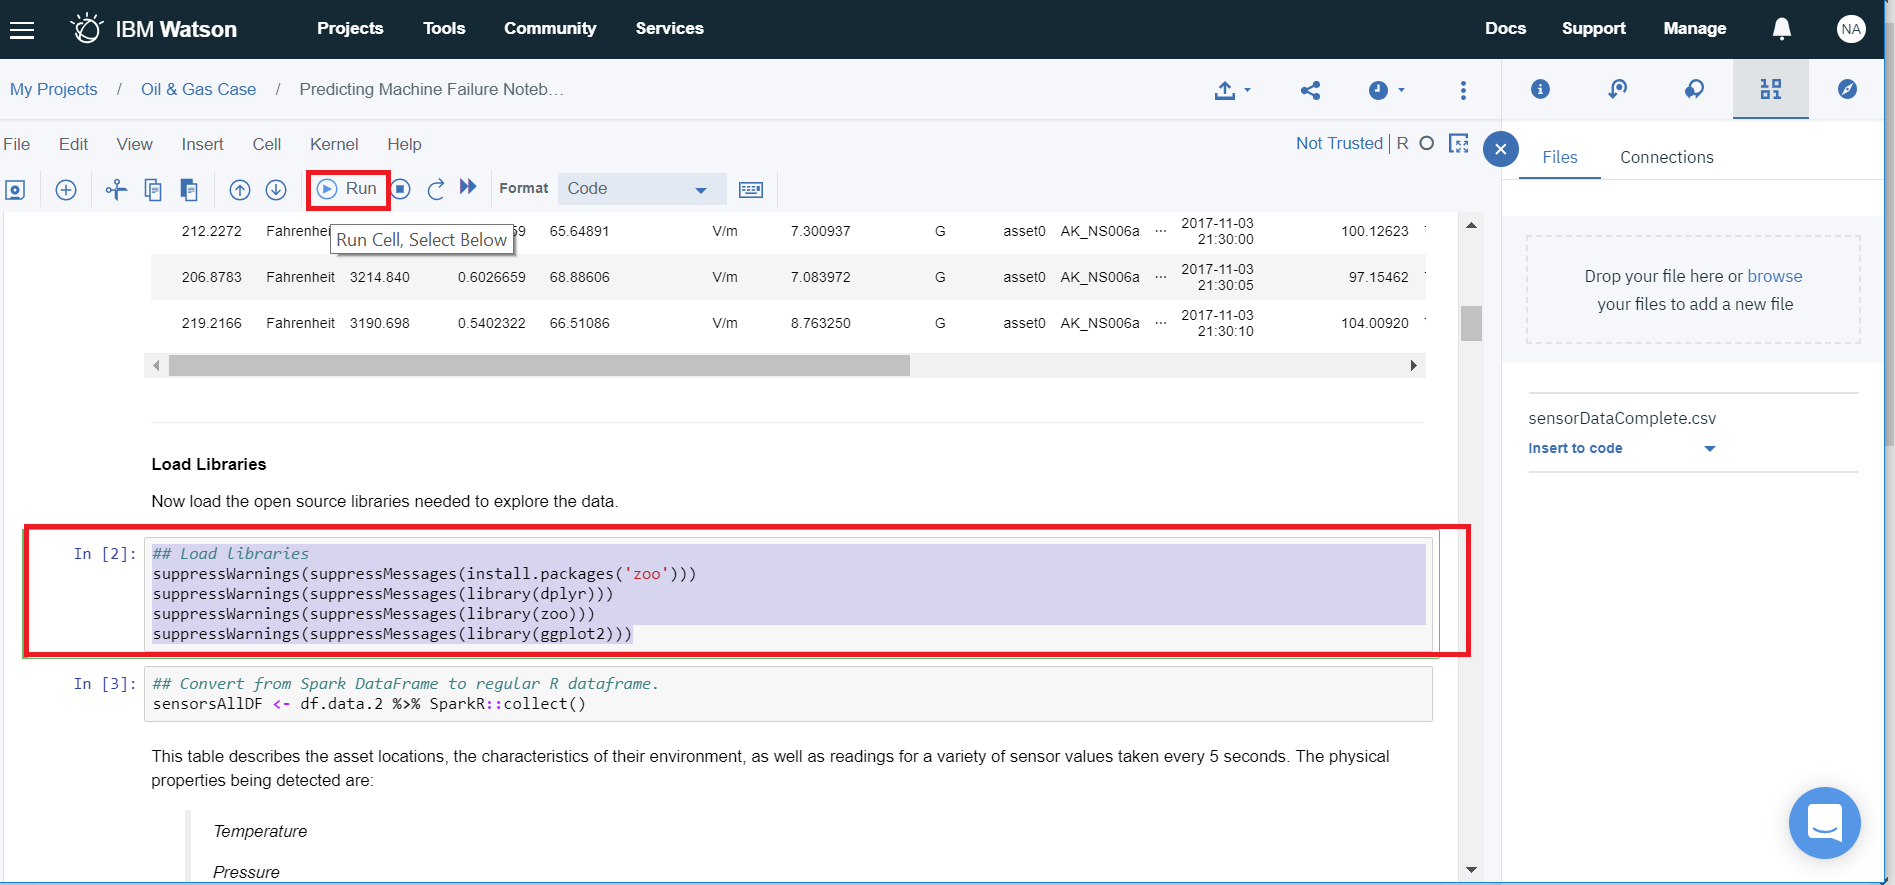 IBM Watson Projects Tools Community Services Docs Support Manage NA
My Projects / Oil & Gas Case / Predicting Machine Failure Noteb...
File Edit View Insert Cell Kernel Help Not Trusted R
Files Connections
Run Format Code
Run Cell, Select Below
212.2272 65.64891 V/m 7.300937 G asset0 AK_NS006a ... 2017-11-03 21:30:00 100.12623
206.8783 Fahrenheit 3214.840 0.6026659 68.88606 V/m 7.083972 G asset0 AK_NS006a ... 2017-11-03 21:30:05 97.15462
219.2166 Fahrenheit 3190.698 0.5402322 66.51086 V/m 8.763250 G asset0 AK_NS006a ... 2017-11-03 21:30:10 104.00920
Load Libraries
Now load the open source libraries needed to explore the data.
In [2]: ## Load libraries
suppressWarnings(suppressMessages(install.packages('zoo')))
suppressWarnings(suppressMessages(library(dplyr)))
suppressWarnings(suppressMessages(library(zoo)))
suppressWarnings(suppressMessages(library(ggplot2)))
In [3]: ## Convert from Spark DataFrame to regular R dataframe.
sensorsAllDF <- df.data.2 %>% SparkR::collect()
This table describes the asset locations, the characteristics of their environment, as well as readings for a variety of sensor values taken every 5 seconds. The physical
properties being detected are:
Temperature
Pressure
Drop your file here or browse
your files to add a new file
sensorDataComplete.csv
Insert to code